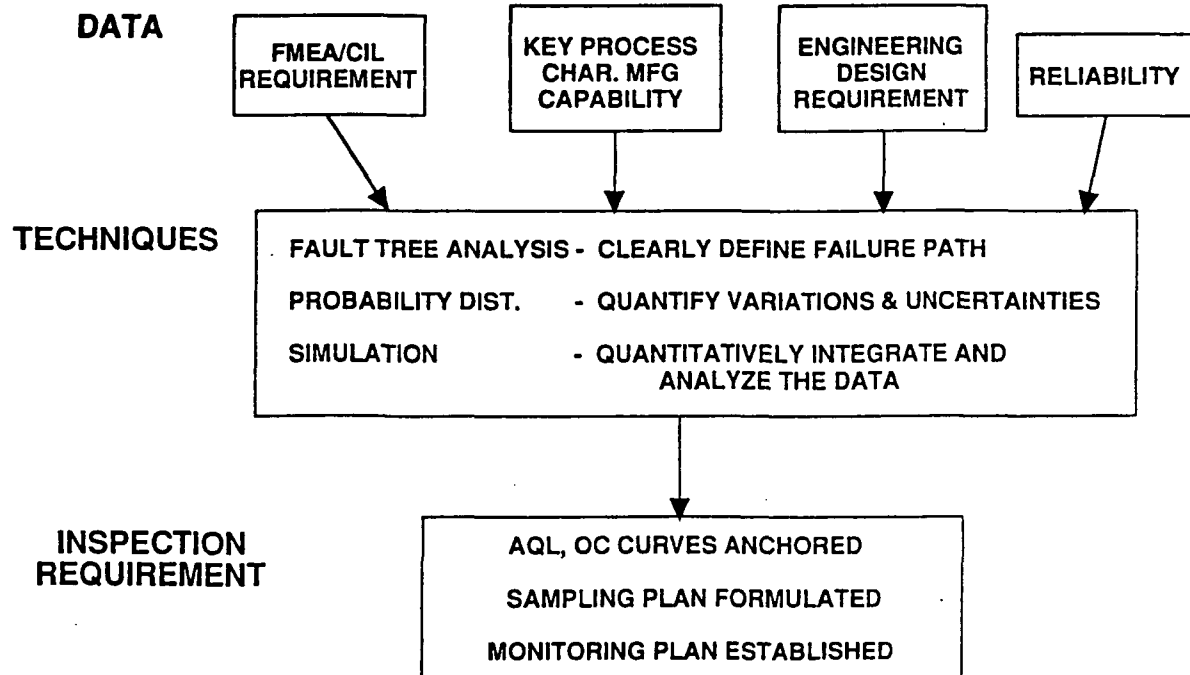 DATA
FMEA/CIL
REQUIREMENT
KEY PROCESS
CHAR. MFG
CAPABILITY
ENGINEERING
DESIGN
REQUIREMENT
RELIABILITY
TECHNIQUES
FAULT TREE ANALYSIS - CLEARLY DEFINE FAILURE PATH
PROBABILITY DIST. - QUANTIFY VARIATIONS & UNCERTAINTIES
SIMULATION - QUANTITATIVELY INTEGRATE AND
ANALYZE THE DATA
INSPECTION
REQUIREMENT
AQL, OC CURVES ANCHORED
SAMPLING PLAN FORMULATED
MONITORING PLAN ESTABLISHED